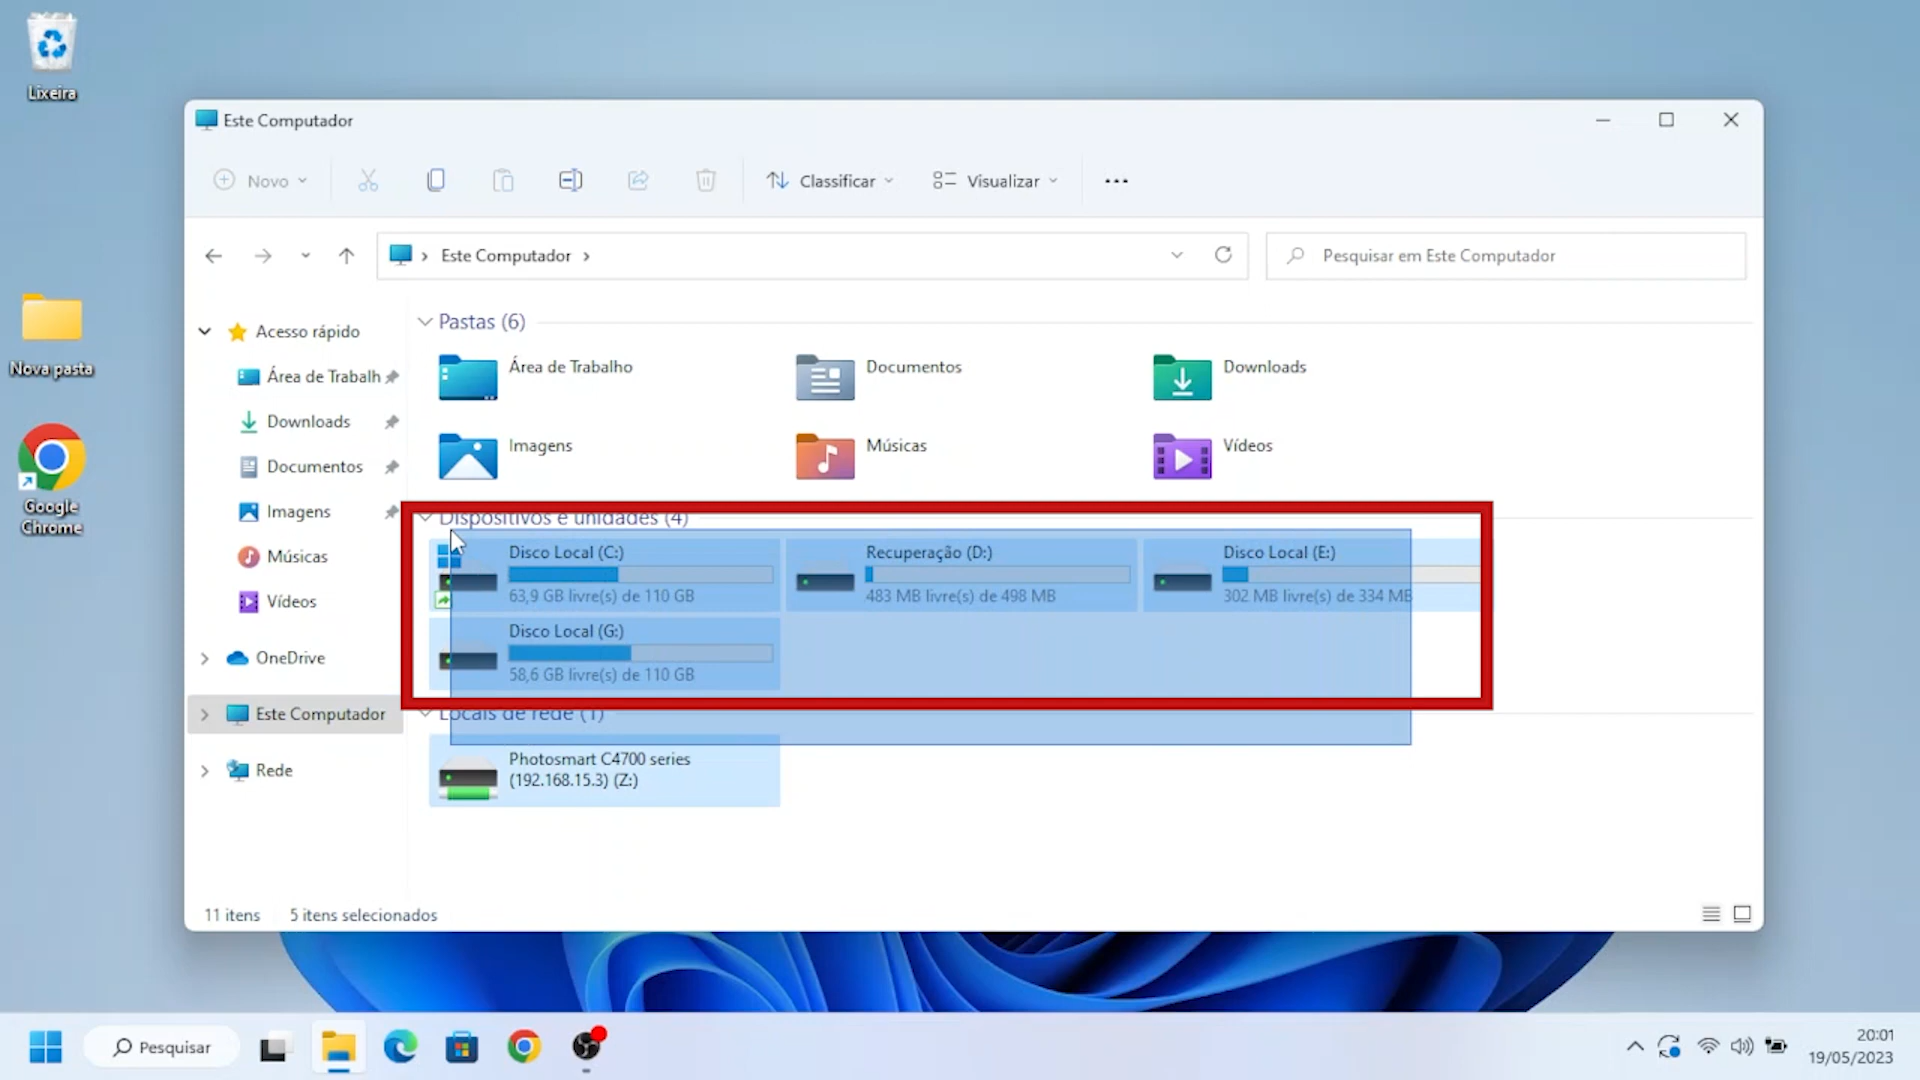 Lixeira
Nova pasta
Google
Chrome
Este Computador
Novo
Classificar
Visualizar
Este Computador
Pesquisar em Este Computador
Acesso rápido
Área de Trabalh
Downloads
Documentos
Imagens
Músicas
Vídeos
OneDrive
Este Computador
Rede
Pastas (6)
Área de Trabalho
Documentos
Downloads
Imagens
Músicas
Vídeos
Dispositivos e unidades (4)
Disco Local (C:)
63,9 GB livre(s) de 110 GB
Recuperação (D:)
483 MB livre(s) de 498 MB
Disco Local (E:)
302 MB livre(s) de 334 MB
Disco Local (G:)
58,6 GB livre(s) de 110 GB
Locais de rede (1)
Photosmart C4700 series
(192.168.15.3) (Z:)
11 itens
5 itens selecionados
Pesquisar
20:01
19/05/2023